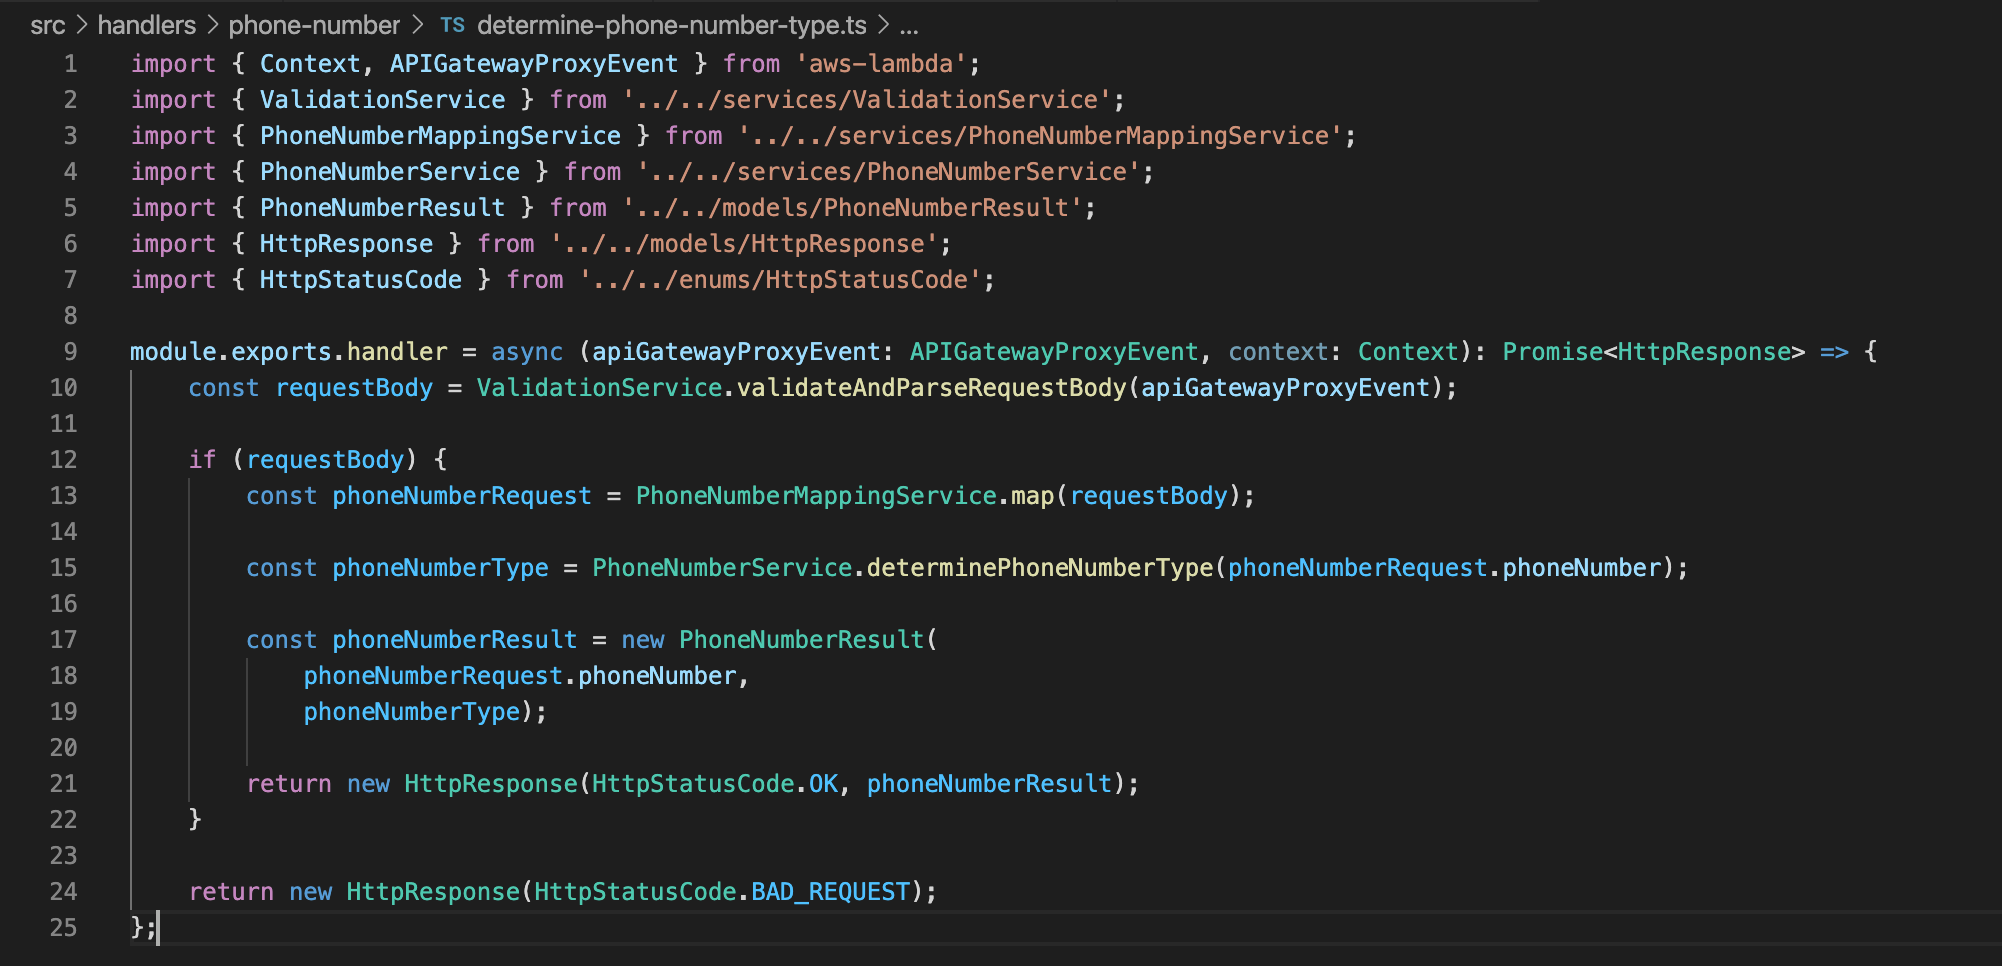 src > handlers > phone-number > TS determine-phone-number-type.ts > ...
1 import { Context, APIGatewayProxyEvent } from 'aws-lambda';
2 import { ValidationService } from '../../services/ValidationService';
3 import { PhoneNumberMappingService } from '../../services/PhoneNumberMappingService';
4 import { PhoneNumberService } from '../../services/PhoneNumberService';
5 import { PhoneNumberResult } from '../../models/PhoneNumberResult';
6 import { HttpResponse } from '../../models/HttpResponse';
7 import { HttpStatusCode } from '../../enums/HttpStatusCode';
8
9 module.exports.handler = async (apiGatewayProxyEvent: APIGatewayProxyEvent, context: Context): Promise<HttpResponse> => {
10     const requestBody = ValidationService.validateAndParseRequestBody(apiGatewayProxyEvent);
11
12     if (requestBody) {
13         const phoneNumberRequest = PhoneNumberMappingService.map(requestBody);
14
15         const phoneNumberType = PhoneNumberService.determinePhoneNumberType(phoneNumberRequest.phoneNumber);
16
17         const phoneNumberResult = new PhoneNumberResult(
18             phoneNumberRequest.phoneNumber,
19             phoneNumberType);
20
21         return new HttpResponse(HttpStatusCode.OK, phoneNumberResult);
22     }
23
24     return new HttpResponse(HttpStatusCode.BAD_REQUEST);
25 };